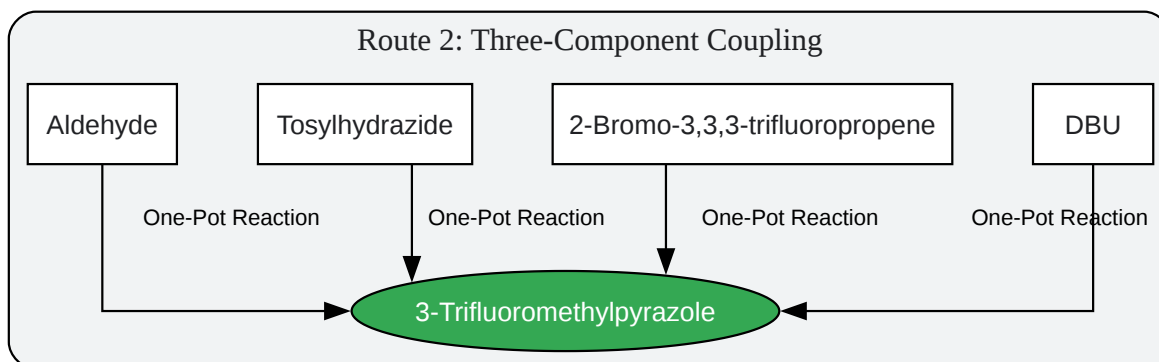 Route 2: Three-Component Coupling
Aldehyde
Tosylhydrazide
2-Bromo-3,3,3-trifluoropropene
DBU
One-Pot Reaction
One-Pot Reaction
One-Pot Reaction
One-Pot Reaction
3-Trifluoromethylpyrazole